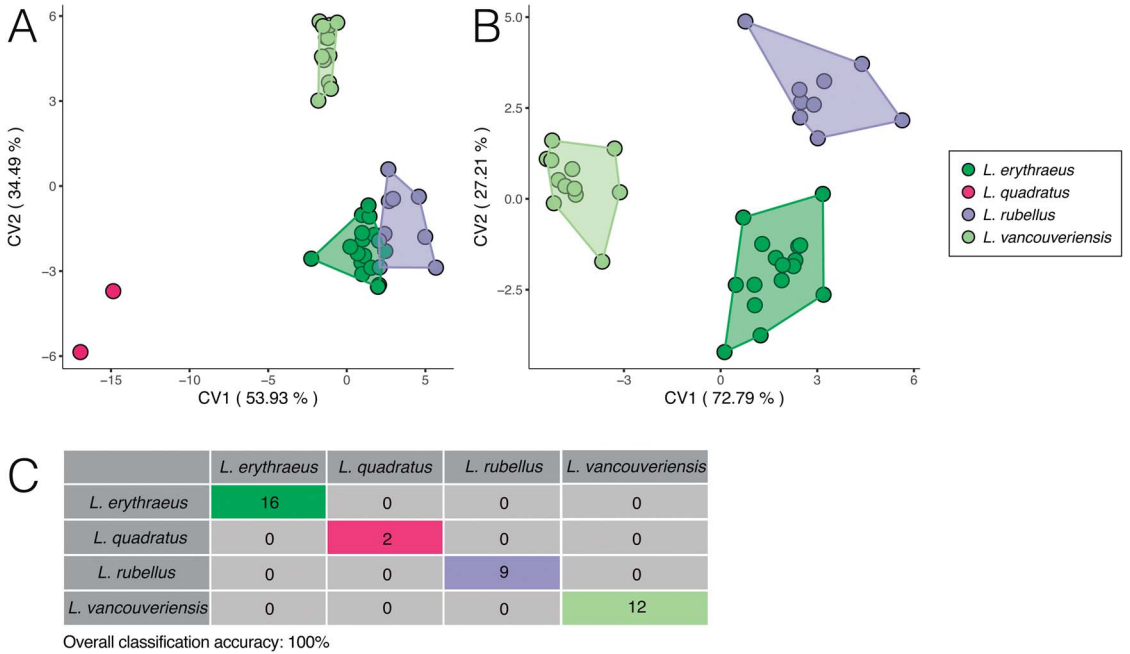 A
6
3
0
−3
−6
CV2 ( 34.49 % )
−15
−10
−5
0
5
CV1 ( 53.93 % )
B
5.0
2.5
0.0
−2.5
CV2 ( 27.21 % )
−3
0
3
6
CV1 ( 72.79 % )
L. erythraeus
L. quadratus
L. rubellus
L. vancouveriensis
C
L. erythraeus L. quadratus L. rubellus L. vancouveriensis
L. erythraeus 16 0 0 0
L. quadratus 0 2 0 0
L. rubellus 0 0 9 0
L. vancouveriensis 0 0 0 12
Overall classification accuracy: 100%